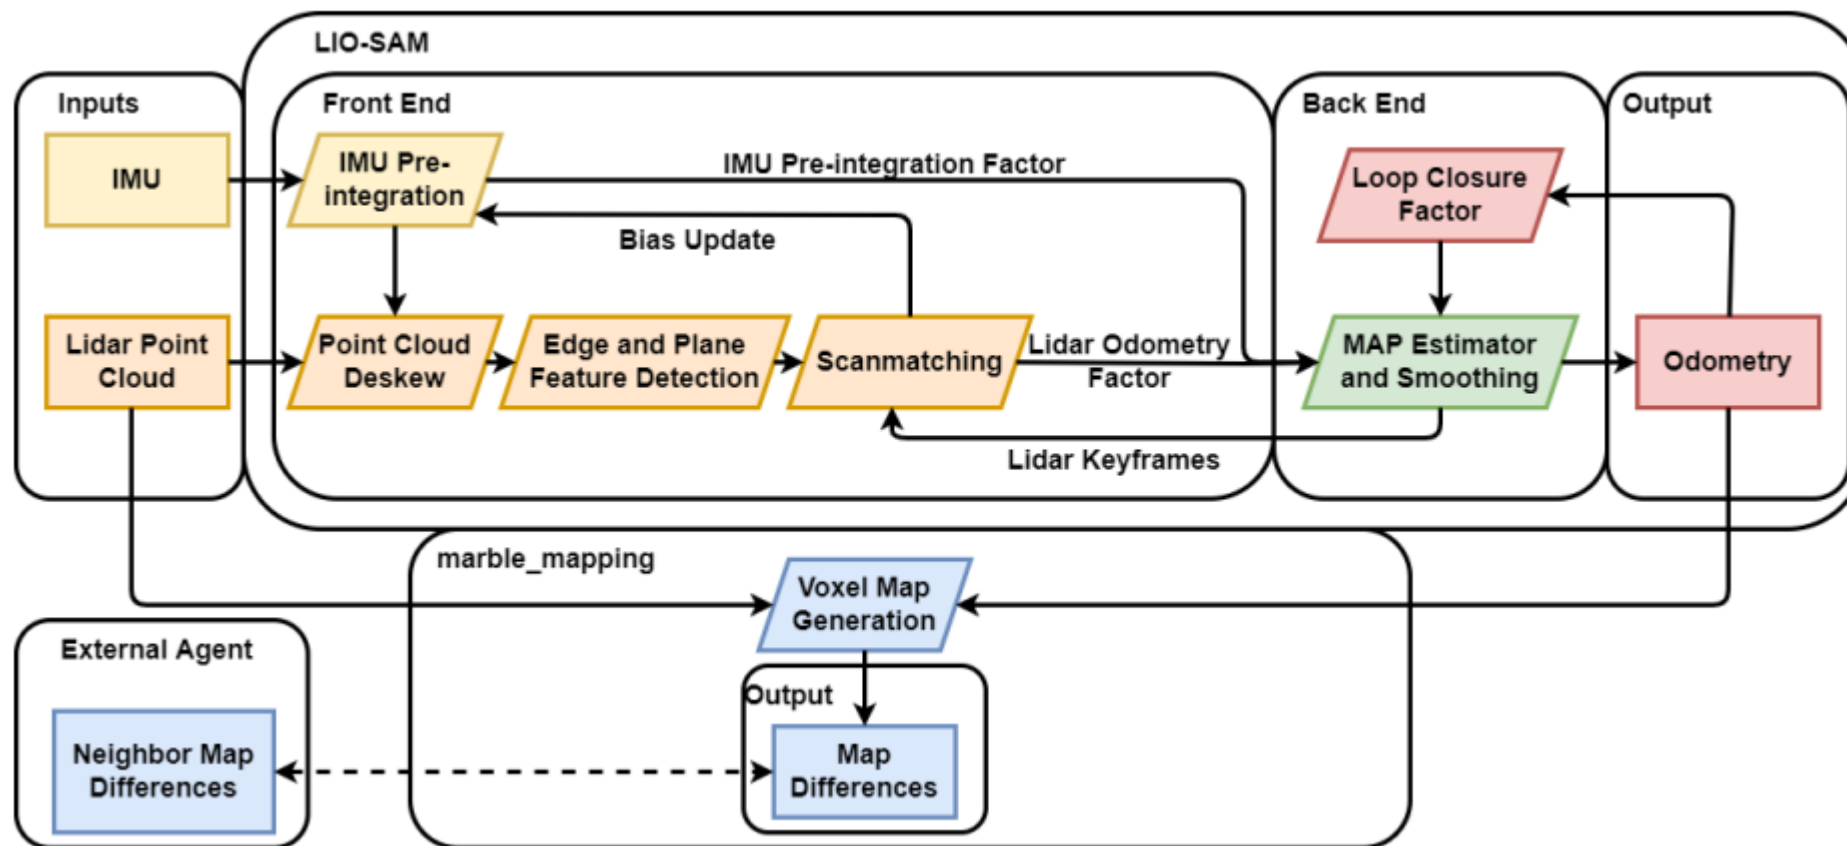 LIO-SAM
Inputs
Front End
Back End
Output
IMU
IMU Pre-
integration
IMU Pre-integration Factor
Loop Closure
Factor
Bias Update
Lidar Point
Cloud
Point Cloud
Deskew
Edge and Plane
Feature Detection
Scanmatching
Lidar Odometry
Factor
MAP Estimator
and Smoothing
Odometry
Lidar Keyframes
marble_mapping
Voxel Map
Generation
External Agent
Output
Neighbor Map
Differences
Map
Differences